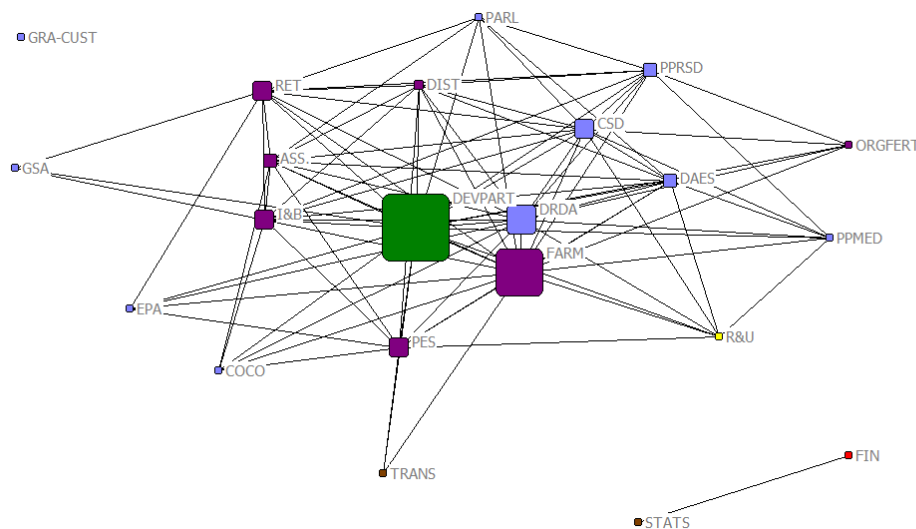 PARL
GRA-CUST
PPRSD
RET
DIST
CSD
ORGFERT
ASS.
GSA
DAES
DEVPART
DRDA
I&B
PPMED
FARM
EPA
R&U
PES
COCO
FIN
TRANS
STATS